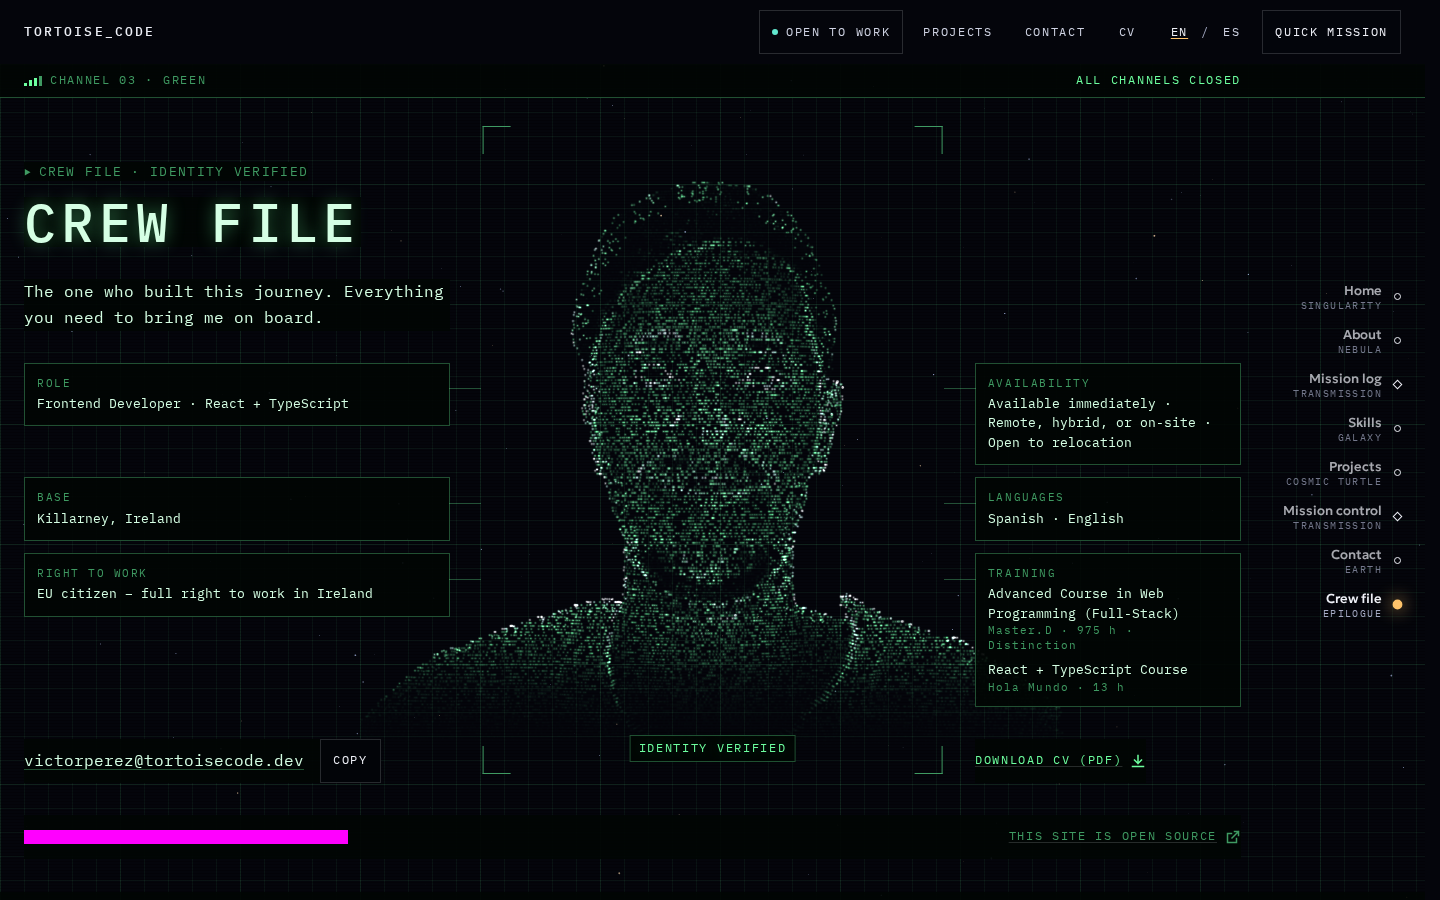 TORTOISE_CODE
OPEN TO WORK
PROJECTS
CONTACT
CV
EN / ES
QUICK MISSION
CHANNEL 03 · GREEN
ALL CHANNELS CLOSED
CREW FILE · IDENTITY VERIFIED
CREW FILE
The one who built this journey. Everything
you need to bring me on board.
ROLE
Frontend Developer · React + TypeScript
BASE
Killarney, Ireland
RIGHT TO WORK
EU citizen – full right to work in Ireland
AVAILABILITY
Available immediately ·
Remote, hybrid, or on-site ·
Open to relocation
LANGUAGES
Spanish · English
TRAINING
Advanced Course in Web
Programming (Full-Stack)
Master.D · 975 h ·
Distinction
React + TypeScript Course
Hola Mundo · 13 h
Home
SINGULARITY
About
NEBULA
Mission log
TRANSMISSION
Skills
GALAXY
Projects
COSMIC TURTLE
Mission control
TRANSMISSION
Contact
EARTH
Crew file
EPILOGUE
victorperez@tortoisecode.dev
COPY
IDENTITY VERIFIED
DOWNLOAD CV (PDF)
THIS SITE IS OPEN SOURCE